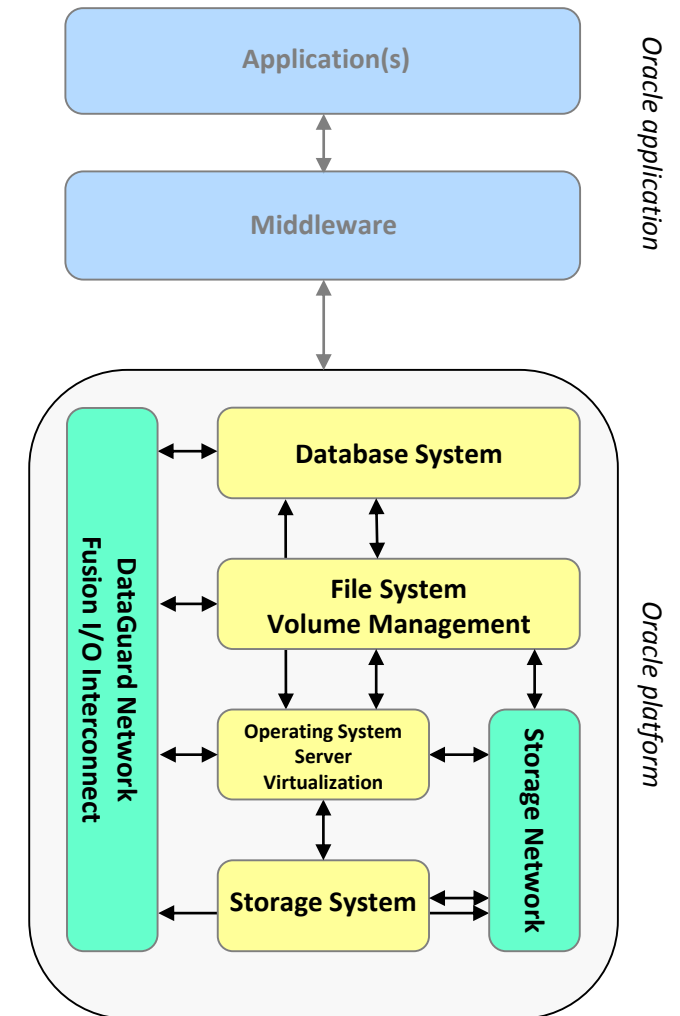 Application(s)
Oracle application
Middleware
Database System
DataGuard Network
Fusion I/O Interconnect
File System
Volume Management
Oracle platform
Operating System
Server
Virtualization
Storage Network
Storage System